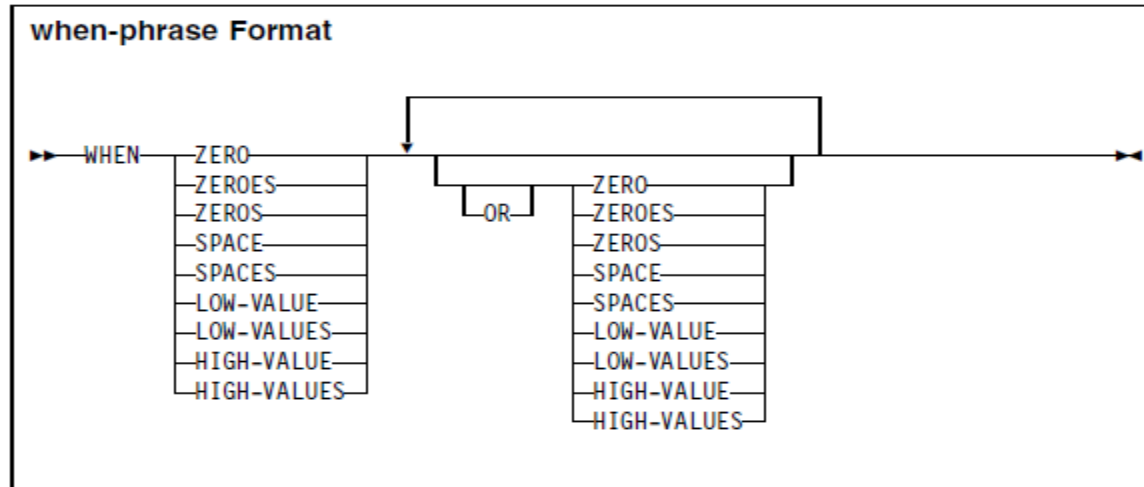 when-phrase Format
WHEN ZERO
ZEROES ZERO
ZEROS OR ZEROES
SPACE ZEROS
SPACES SPACE
LOW-VALUE SPACES
LOW-VALUES LOW-VALUE
HIGH-VALUE LOW-VALUES
HIGH-VALUES HIGH-VALUE
HIGH-VALUES